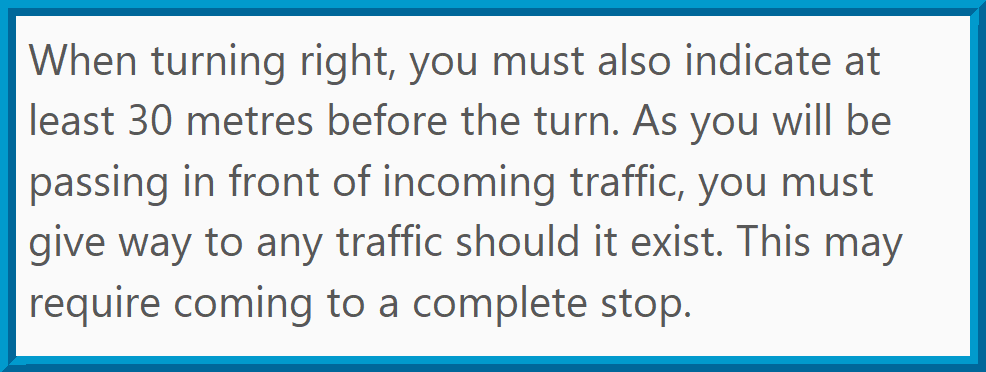 When turning right, you must also indicate at
least 30 metres before the turn. As you will be
passing in front of incoming traffic, you must
give way to any traffic should it exist. This may
require coming to a complete stop.